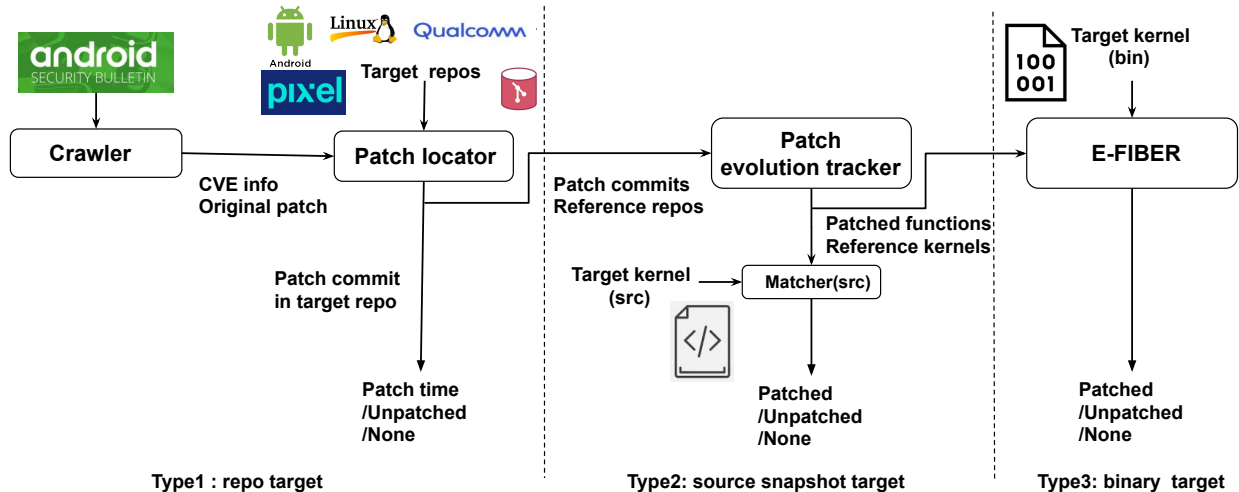 android
SECURITY BULLETIN
Android
Linux
Qualcomm
pixel
Target repos
Crawler
Patch locator
CVE info
Original patch
Patch commit
in target repo
Patch time
/Unpatched
/None
Type1 : repo target
Patch commits
Reference repos
Patch
evolution tracker
Patched functions
Reference kernels
Target kernel
(src)
Matcher(src)
</>
Patched
/Unpatched
/None
Type2: source snapshot target
100
001
Target kernel
(bin)
E-FIBER
Patched
/Unpatched
/None
Type3: binary target